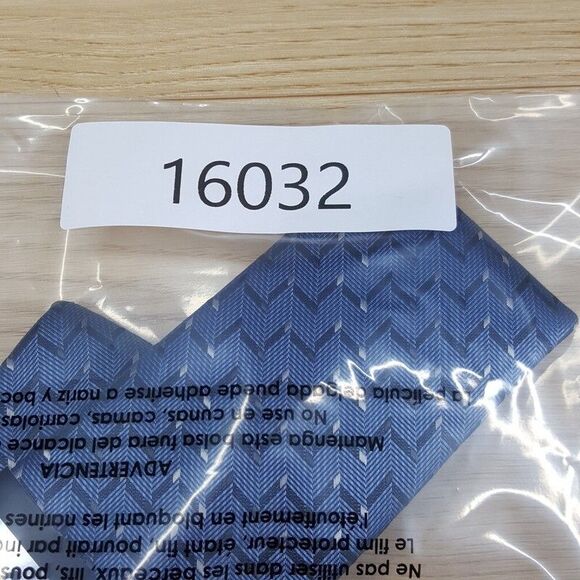 16032
Ne pas utiliser dans les berceaux, lits, pous
Le film protecteur, étant fin, pourrait par
l'étouffement en bloquant les narines
ADVERTENCIA
Mantenga esta bolsa fuera del alcance
No use en cunas, camas, carriolas
La película delgada puede adherirse a nariz y boc